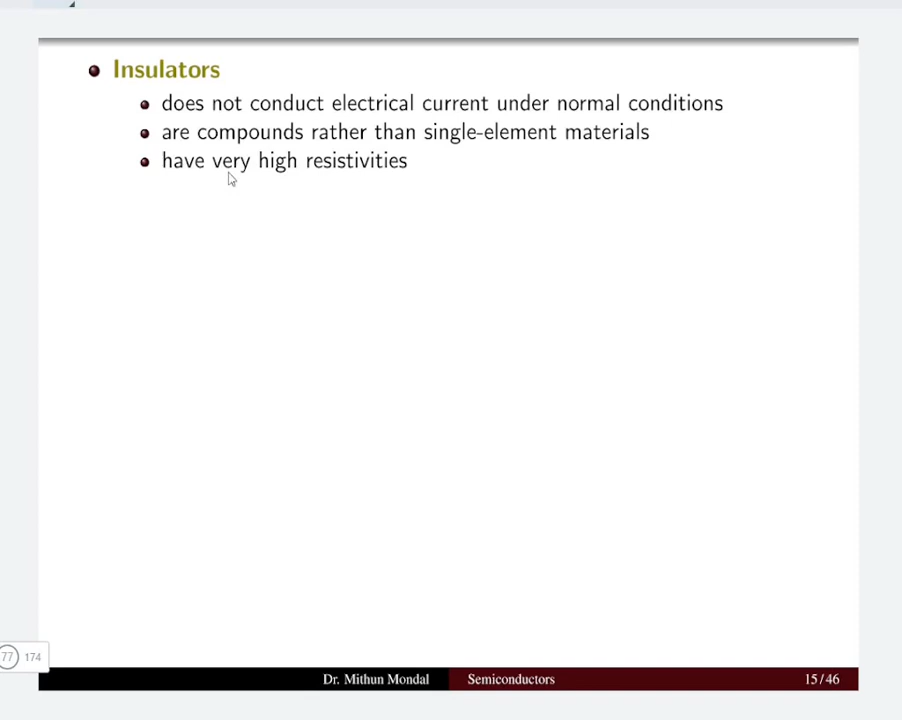 Insulators
does not conduct electrical current under normal conditions
are compounds rather than single-element materials
have very high resistivities
77 174
Dr. Mithun Mondal Semiconductors 15/46